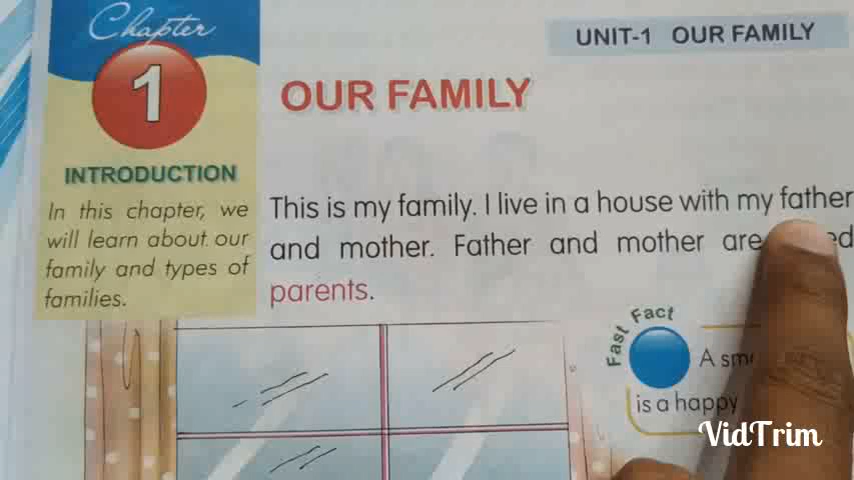 Chapter
1
UNIT-1 OUR FAMILY
OUR FAMILY
INTRODUCTION
In this chapter, we
will learn about our
family and types of
families.
This is my family. I live in a house with my father
and mother. Father and mother are
parents.
Fast Fact
A
is a happy
VidTrim